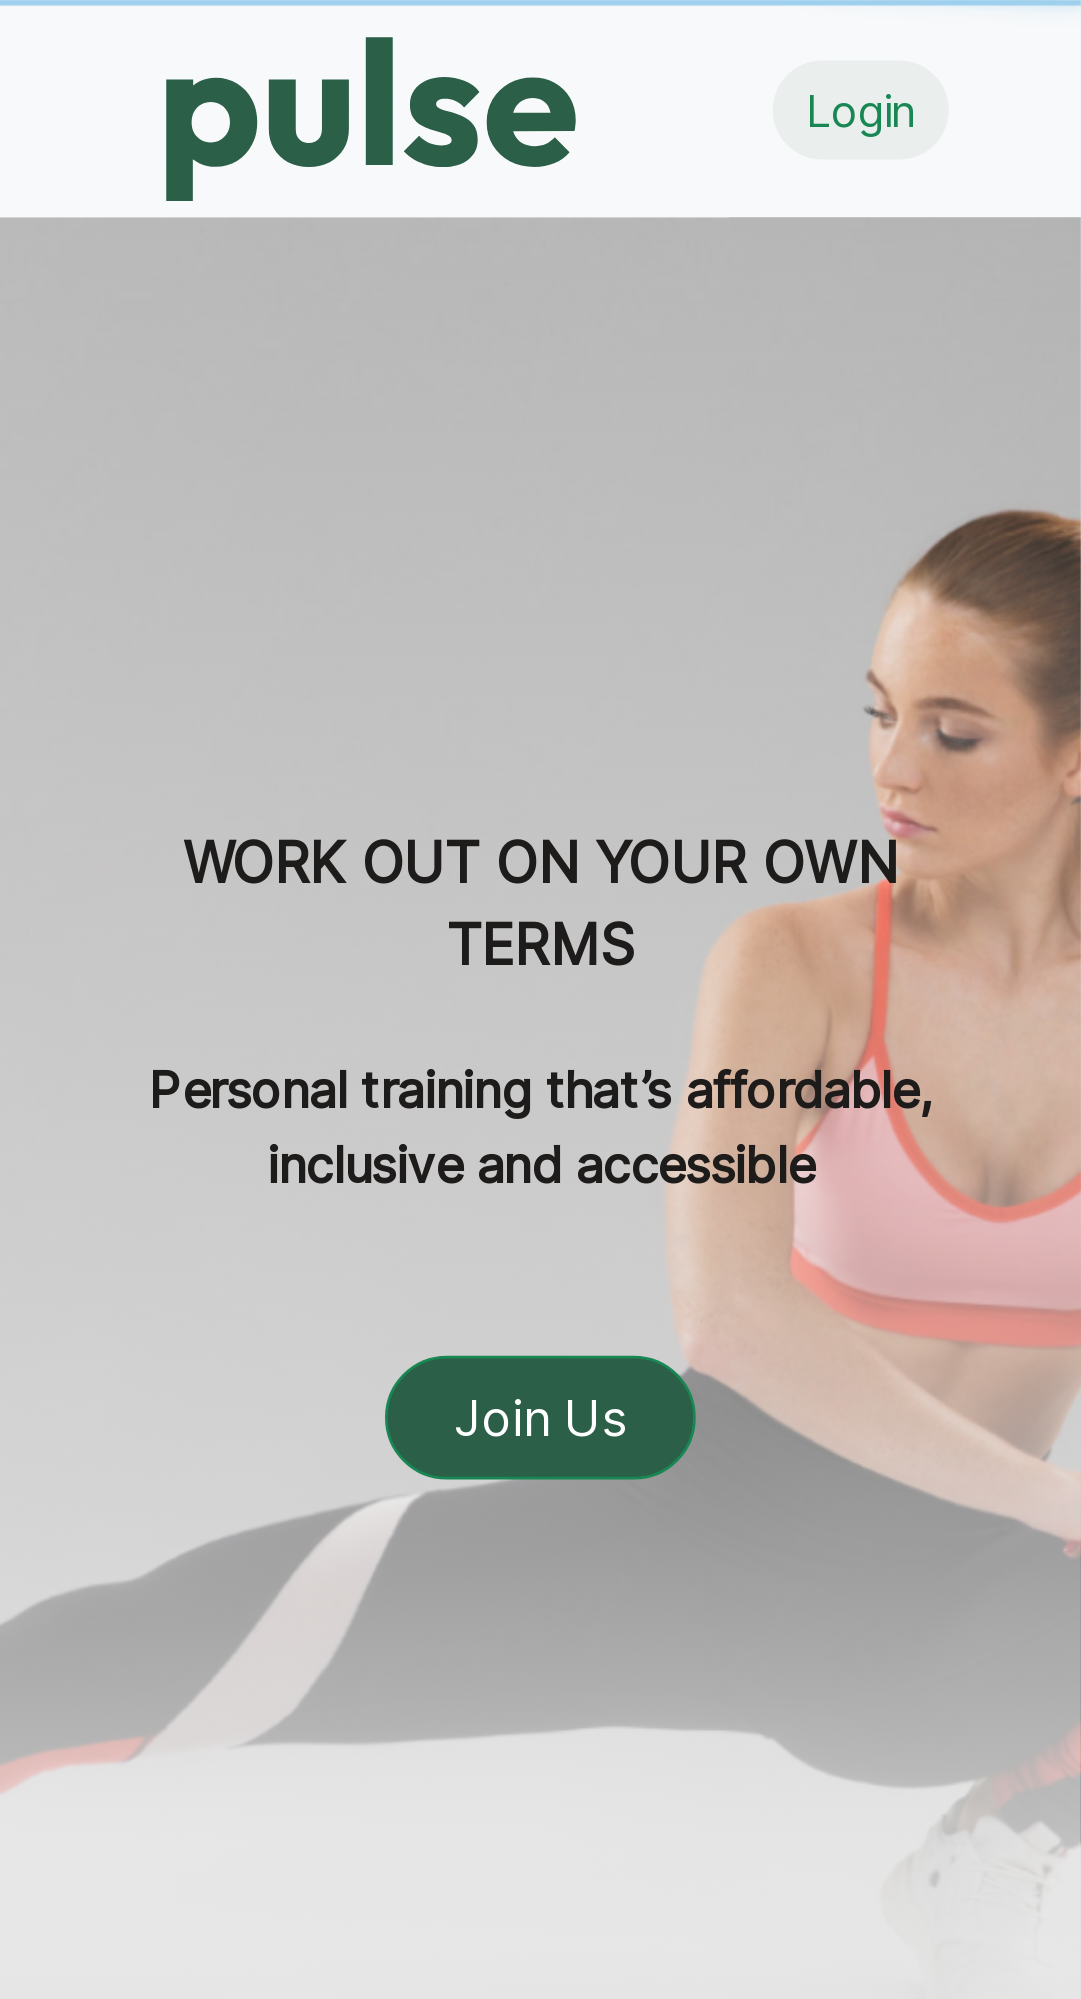 pulse
Login
WORK OUT ON YOUR OWN
TERMS
Personal training that’s affordable,
inclusive and accessible
Join Us